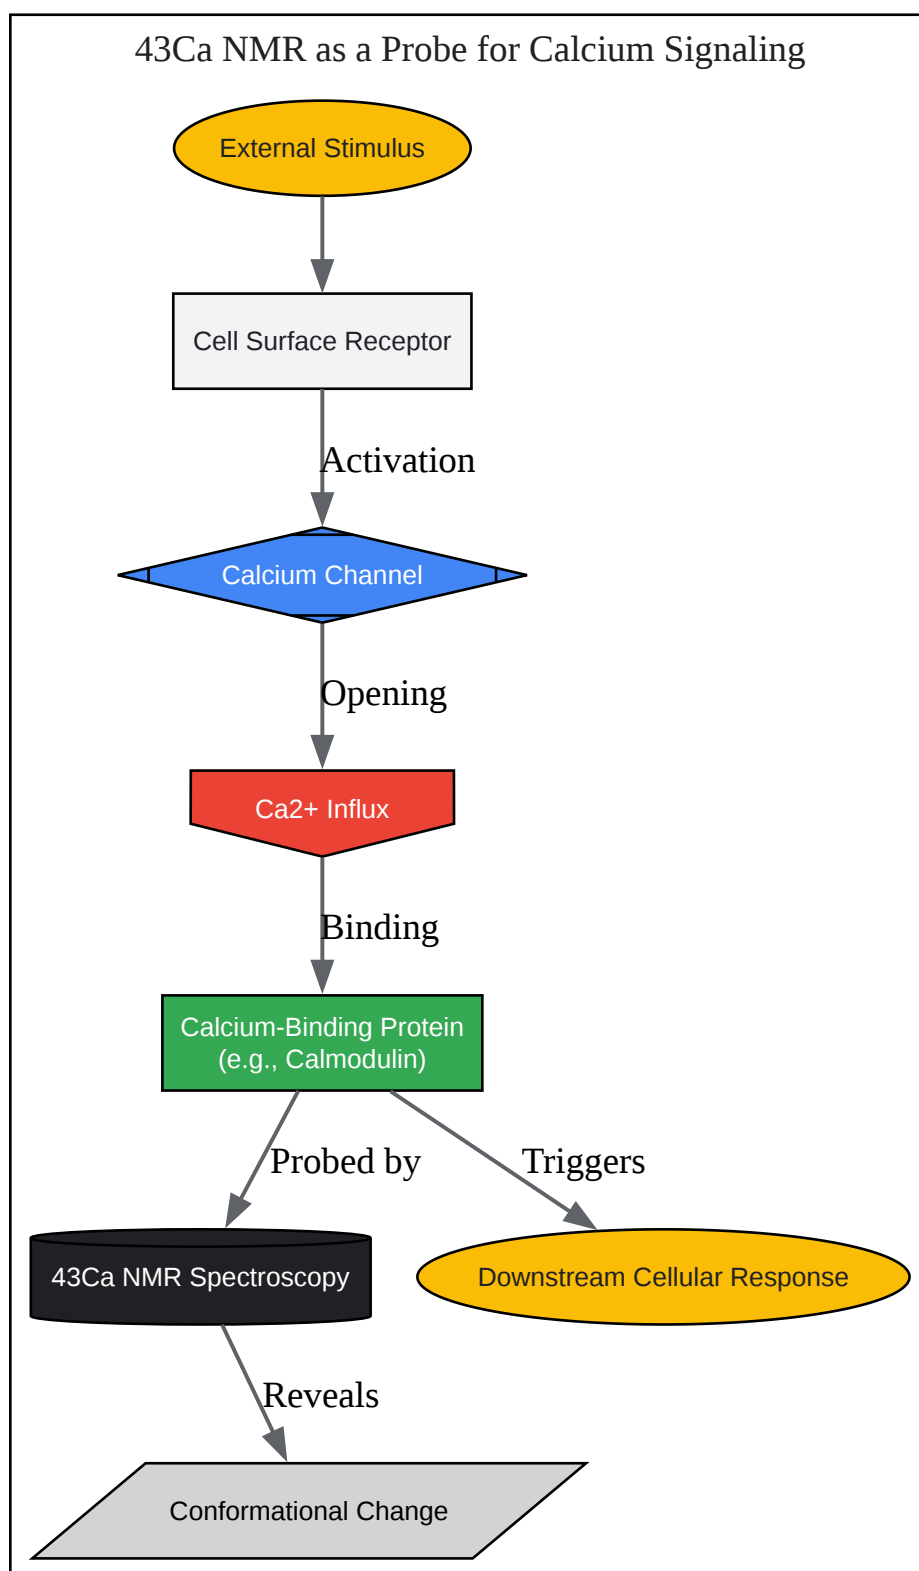 43Ca NMR as a Probe for Calcium Signaling
External Stimulus
Cell Surface Receptor
Activation
Calcium Channel
Opening
Ca2+ Influx
Binding
Calcium-Binding Protein
(e.g., Calmodulin)
Probed by
Triggers
43Ca NMR Spectroscopy
Downstream Cellular Response
Reveals
Conformational Change